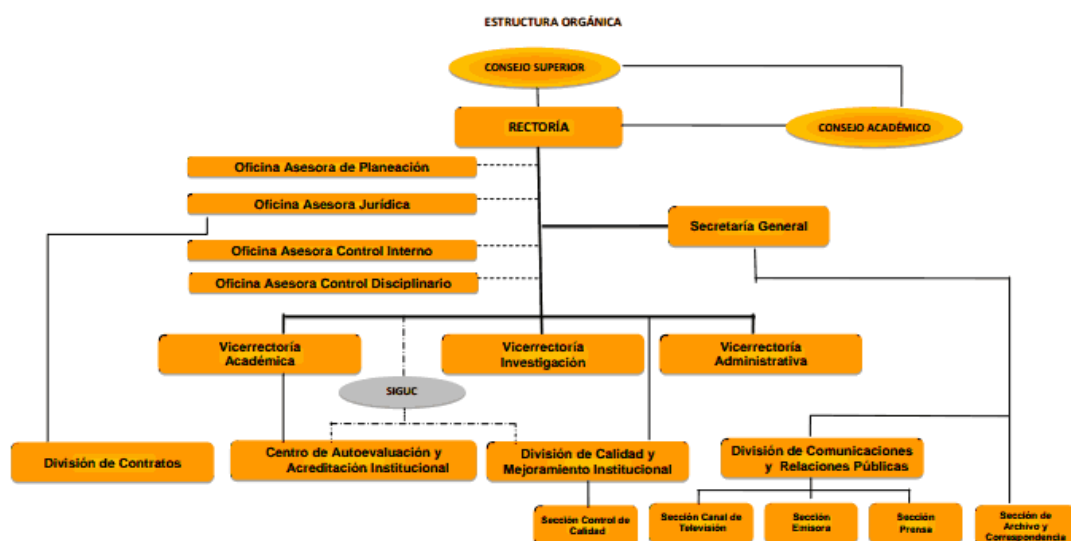 ESTRUCTURA ORGÁNICA
CONSEJO SUPERIOR
RECTORÍA
CONSEJO ACADÉMICO
Oficina Asesora de Planeación
Oficina Asesora Jurídica
Secretaría General
Oficina Asesora Control Interno
Oficina Asesora Control Disciplinario
Vicerrectoría
Académica
Vicerrectoría
Investigación
Vicerrectoría
Administrativa
SIGUC
División de Contratos
Centro de Autoevaluación y
Acreditación Institucional
División de Calidad y
Mejoramiento Institucional
División de Comunicaciones
y Relaciones Públicas
Sección Control de
Calidad
Sección Canal de
Televisión
Sección
Emisora
Sección
Prensa
Sección de
Archivo y
Correspondencia